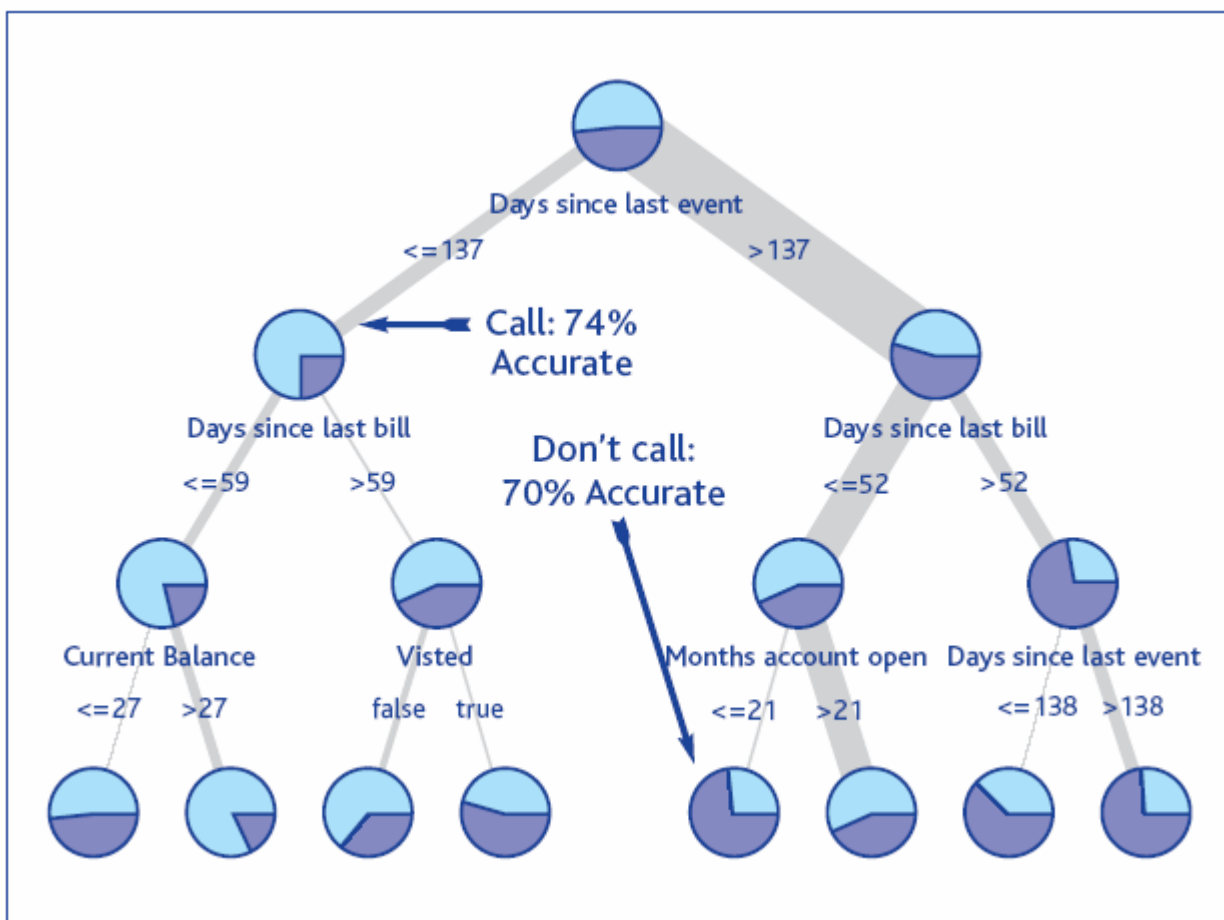 Days since last event
<=137
>137
Call: 74%
Accurate
Days since last bill
Days since last bill
Don't call:
70% Accurate
<=59
>59
<=52
>52
Current Balance
Visted
Months account open
Days since last event
<=27
>27
false
true
<=21
>21
<=138
>138